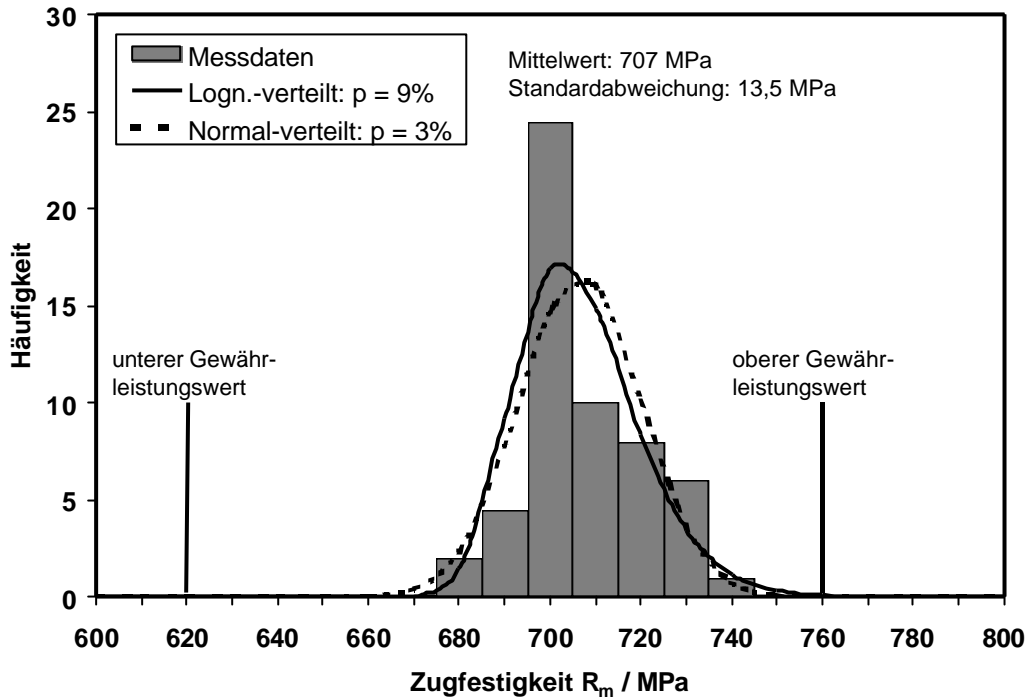 Messdaten
Logn.-verteilt: p = 9%
Normal-verteilt: p = 3%
Mittelwert: 707 MPa
Standardabweichung: 13,5 MPa
unterer Gewähr-
leistungswert
oberer Gewähr-
leistungswert
Häufigkeit
30
25
20
15
10
5
0
600 620 640 660 680 700 720 740 760 780 800
Zugfestigkeit Rm / MPa